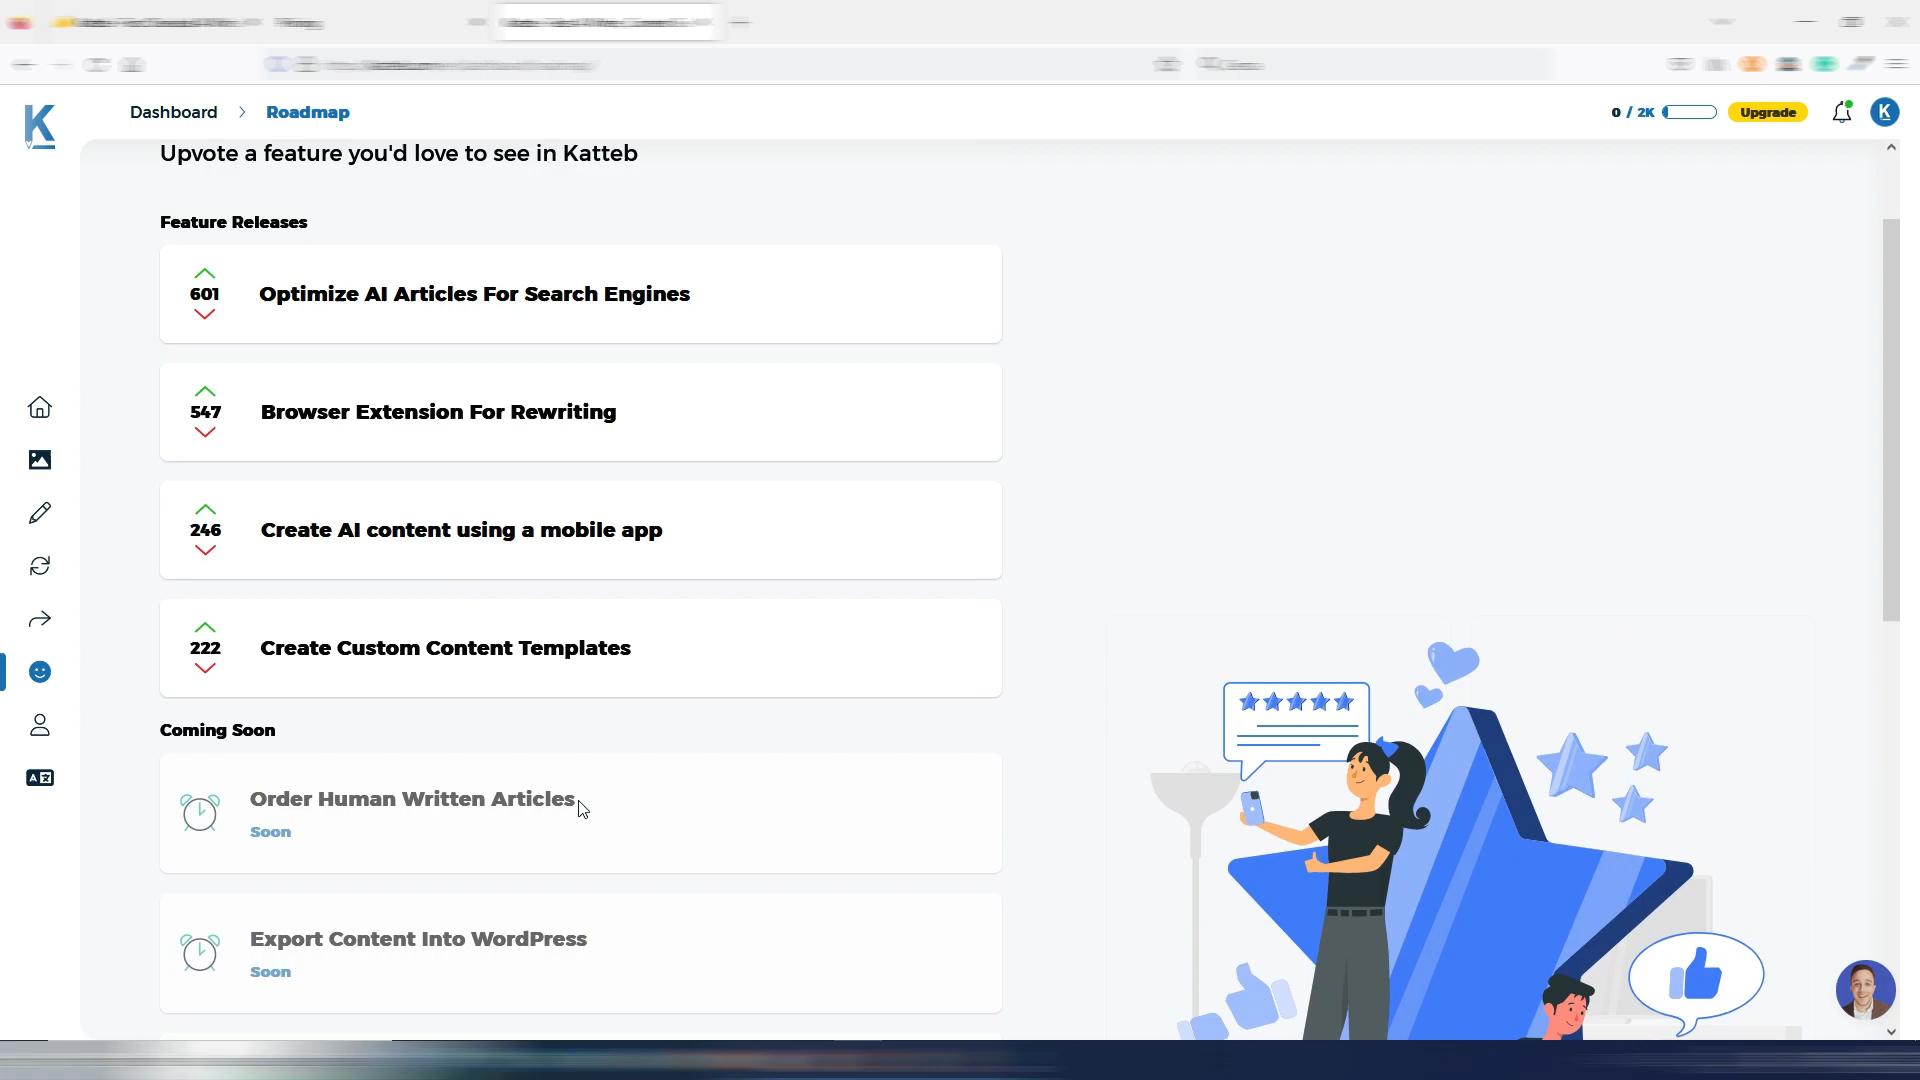 Dashboard > Roadmap
0 / 2K
Upgrade
K
K
Upvote a feature you'd love to see in Katteb
Feature Releases
601
Optimize AI Articles For Search Engines
547
Browser Extension For Rewriting
246
Create AI content using a mobile app
222
Create Custom Content Templates
Coming Soon
Order Human Written Articles
Soon
Export Content Into WordPress
Soon